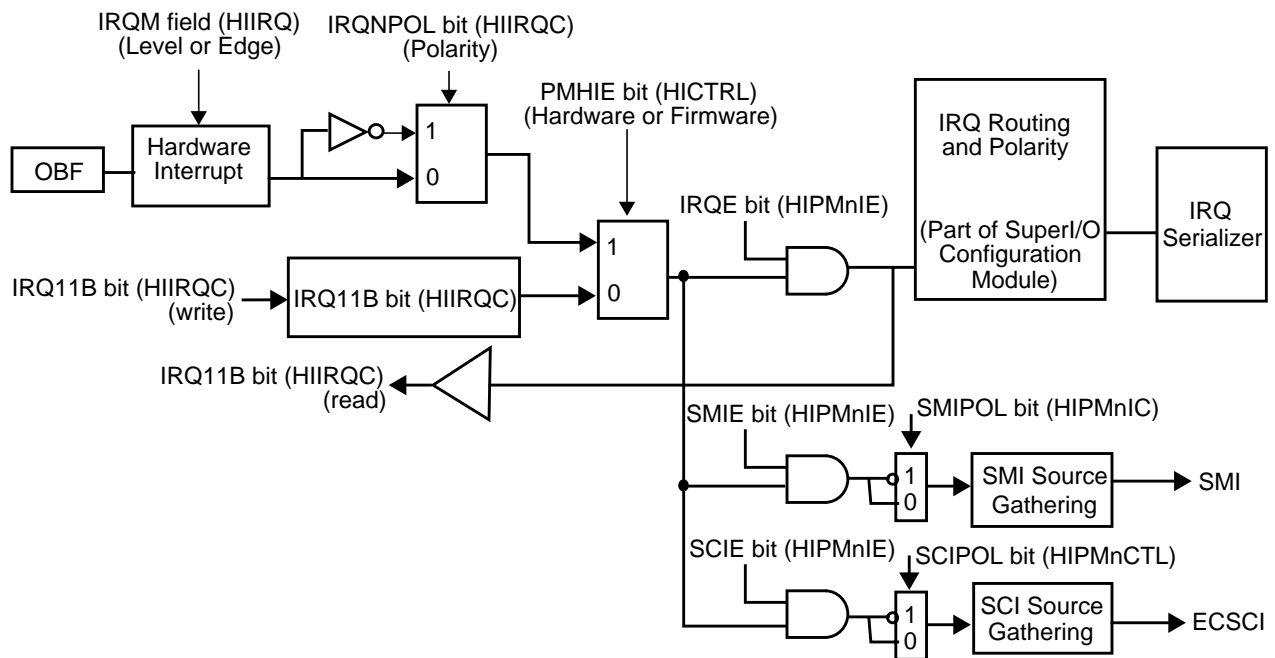 IRQM field (HIIRQ)
(Level or Edge)
IRQNPOL bit (HIIRQC)
(Polarity)
PMHIE bit (HICTRL)
(Hardware or Firmware)
OBF
Hardware
Interrupt
1
0
IRQ Routing
and Polarity
(Part of SuperI/O
Configuration
Module)
IRQ
Serializer
IRQE bit (HIPMnIE)
1
0
IRQ11B bit (HIIRQC)
(write)
IRQ11B bit (HIIRQC)
IRQ11B bit (HIIRQC)
(read)
SMIE bit (HIPMnIE)
SMIPOL bit (HIPMnIC)
1
0
SMI Source
Gathering
SMI
SCIE bit (HIPMnIE)
SCIPOL bit (HIPMnCTL)
1
0
SCI Source
Gathering
ECSCI